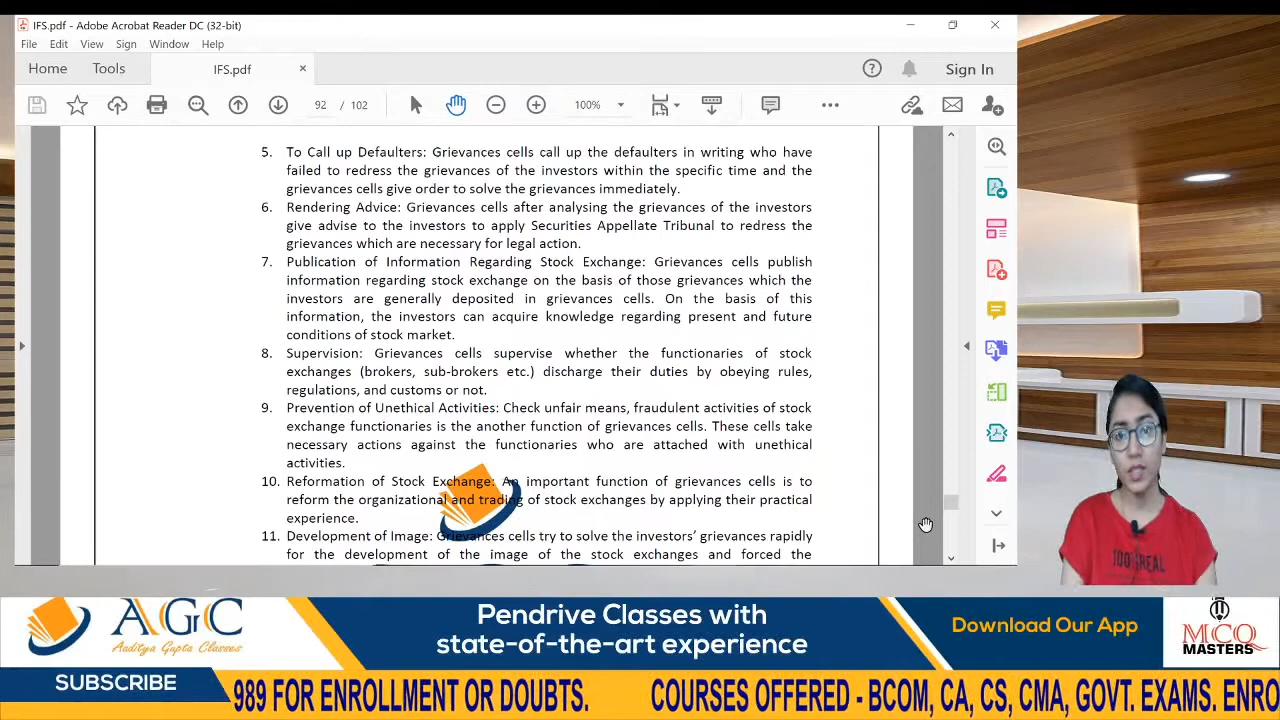 IFS.pdf - Adobe Acrobat Reader DC (32-bit)
File Edit View Sign Window Help
Home Tools IFS.pdf × Sign In
92 / 102 100%
5. To Call up Defaulters: Grievances cells call up the defaulters in writing who have
failed to redress the grievances of the investors within the specific time and the
grievances cells give order to solve the grievances immediately.
6. Rendering Advice: Grievances cells after analysing the grievances of the investors
give advise to the investors to apply Securities Appellate Tribunal to redress the
grievances which are necessary for legal action.
7. Publication of Information Regarding Stock Exchange: Grievances cells publish
information regarding stock exchange on the basis of those grievances which the
investors are generally deposited in grievances cells. On the basis of this
information, the investors can acquire knowledge regarding present and future
conditions of stock market.
8. Supervision: Grievances cells supervise whether the functionaries of stock
exchanges (brokers, sub-brokers etc.) discharge their duties by obeying rules,
regulations, and customs or not.
9. Prevention of Unethical Activities: Check unfair means, fraudulent activities of stock
exchange functionaries is the another function of grievances cells. These cells take
necessary actions against the functionaries who are attached with unethical
activities.
10. Reformation of Stock Exchange: An important function of grievances cells is to
reform the organizational and trading of stock exchanges by applying their practical
experience.
11. Development of Image: Grievances cells try to solve the investors' grievances rapidly
for the development of the image of the stock exchanges and forced the
AGC
Aaditya Gupta Classes
Pendrive Classes with
state-of-the-art experience
Download Our App
MCQ
MASTERS
SUBSCRIBE
989 FOR ENROLLMENT OR DOUBTS. COURSES OFFERED - BCOM, CA, CS, CMA, GOVT. EXAMS. ENRO